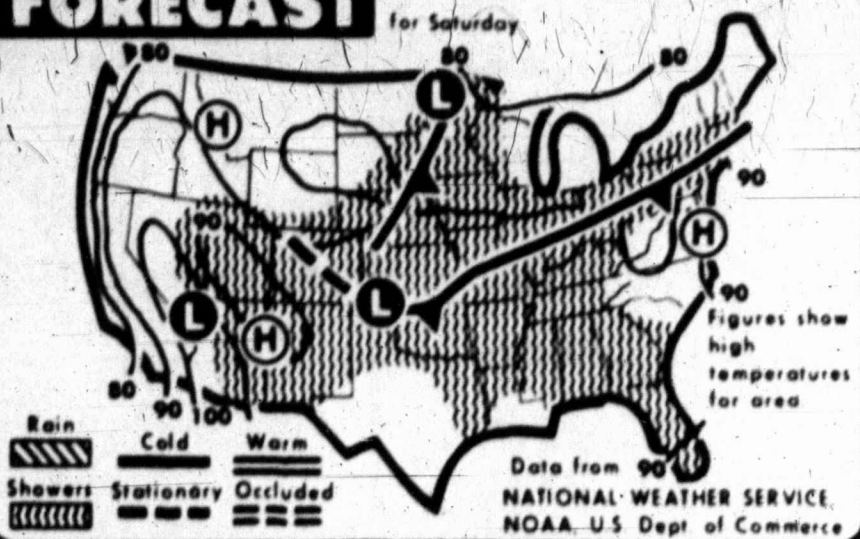 FORECAST
for Saturday
80
80
80
L
H
90
90
H
L
L
H
90
Figures show
high
temperatures
for area
80
90
100
Rain
Cold
Warm
Showers
Stationary
Occluded
Data from
90
NATIONAL WEATHER SERVICE,
NOAA, U.S. Dept. of Commerce